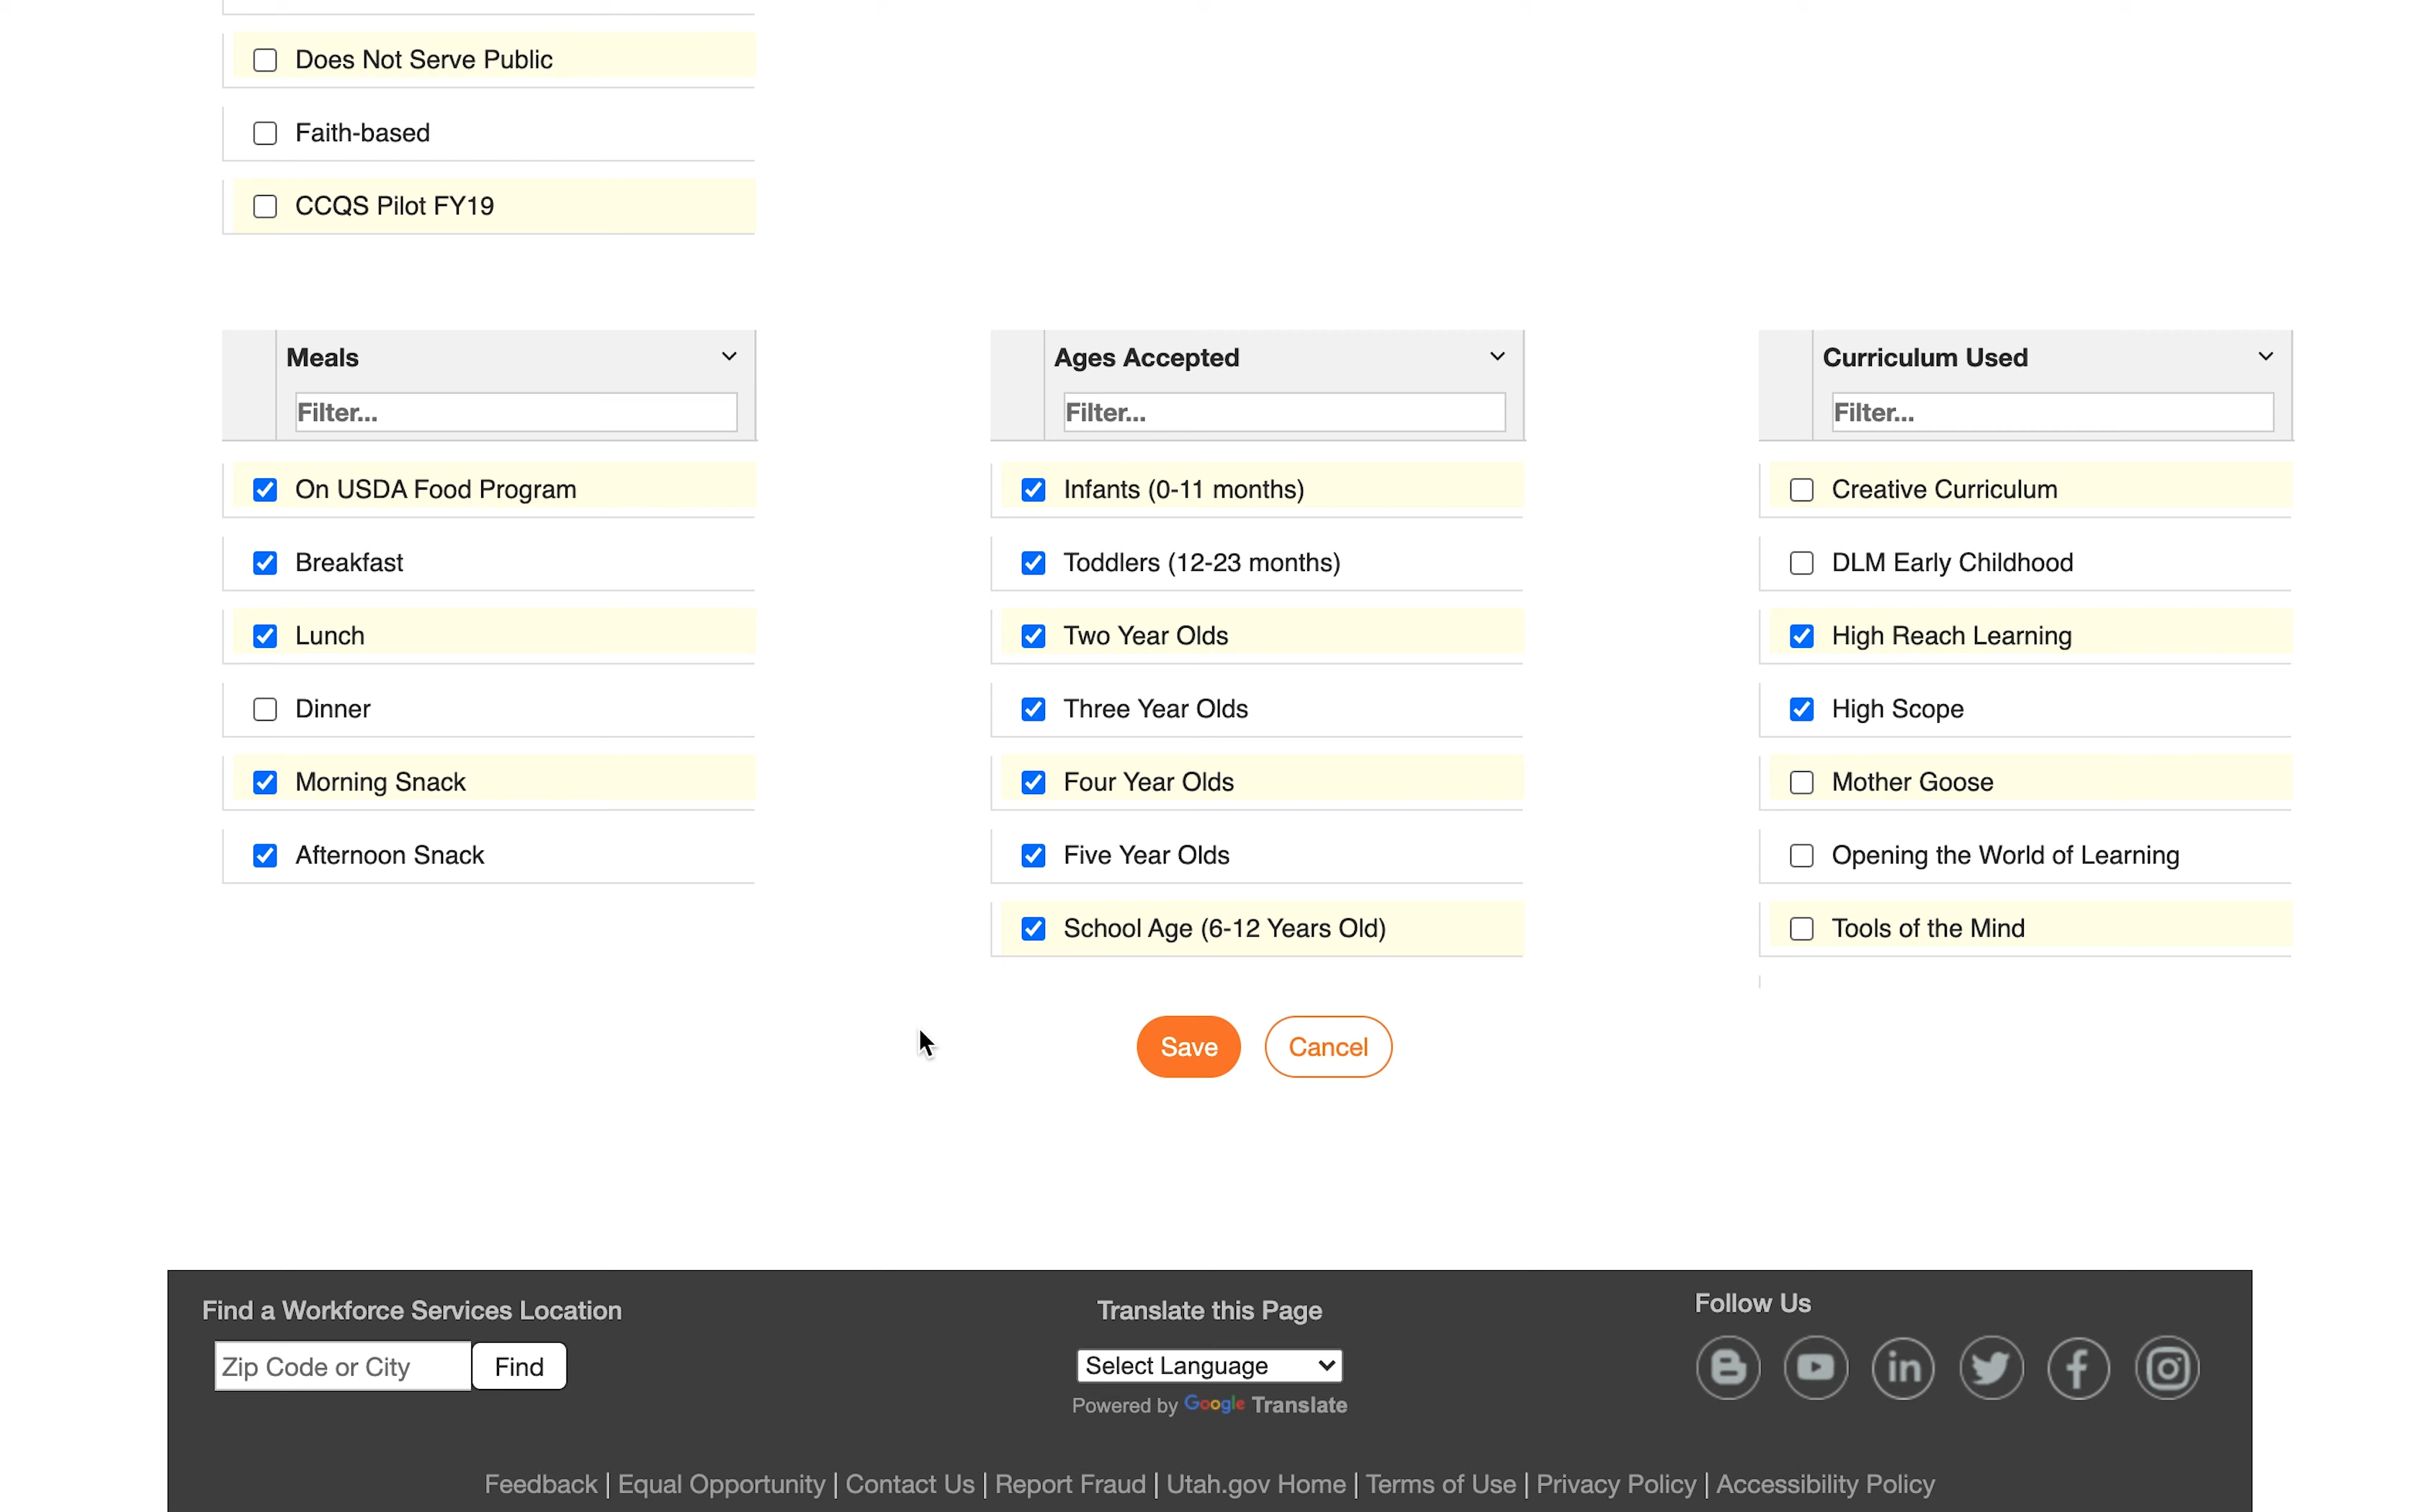 Does Not Serve Public
Faith-based
CCQS Pilot FY19
Meals
Filter...
On USDA Food Program
Breakfast
Lunch
Dinner
Morning Snack
Afternoon Snack
Ages Accepted
Filter...
Infants (0-11 months)
Toddlers (12-23 months)
Two Year Olds
Three Year Olds
Four Year Olds
Five Year Olds
School Age (6-12 Years Old)
Curriculum Used
Filter...
Creative Curriculum
DLM Early Childhood
High Reach Learning
High Scope
Mother Goose
Opening the World of Learning
Tools of the Mind
Save Cancel
Find a Workforce Services Location
Zip Code or City Find
Translate this Page
Select Language
Powered by Google Translate
Follow Us
Feedback | Equal Opportunity | Contact Us | Report Fraud | Utah.gov Home | Terms of Use | Privacy Policy | Accessibility Policy